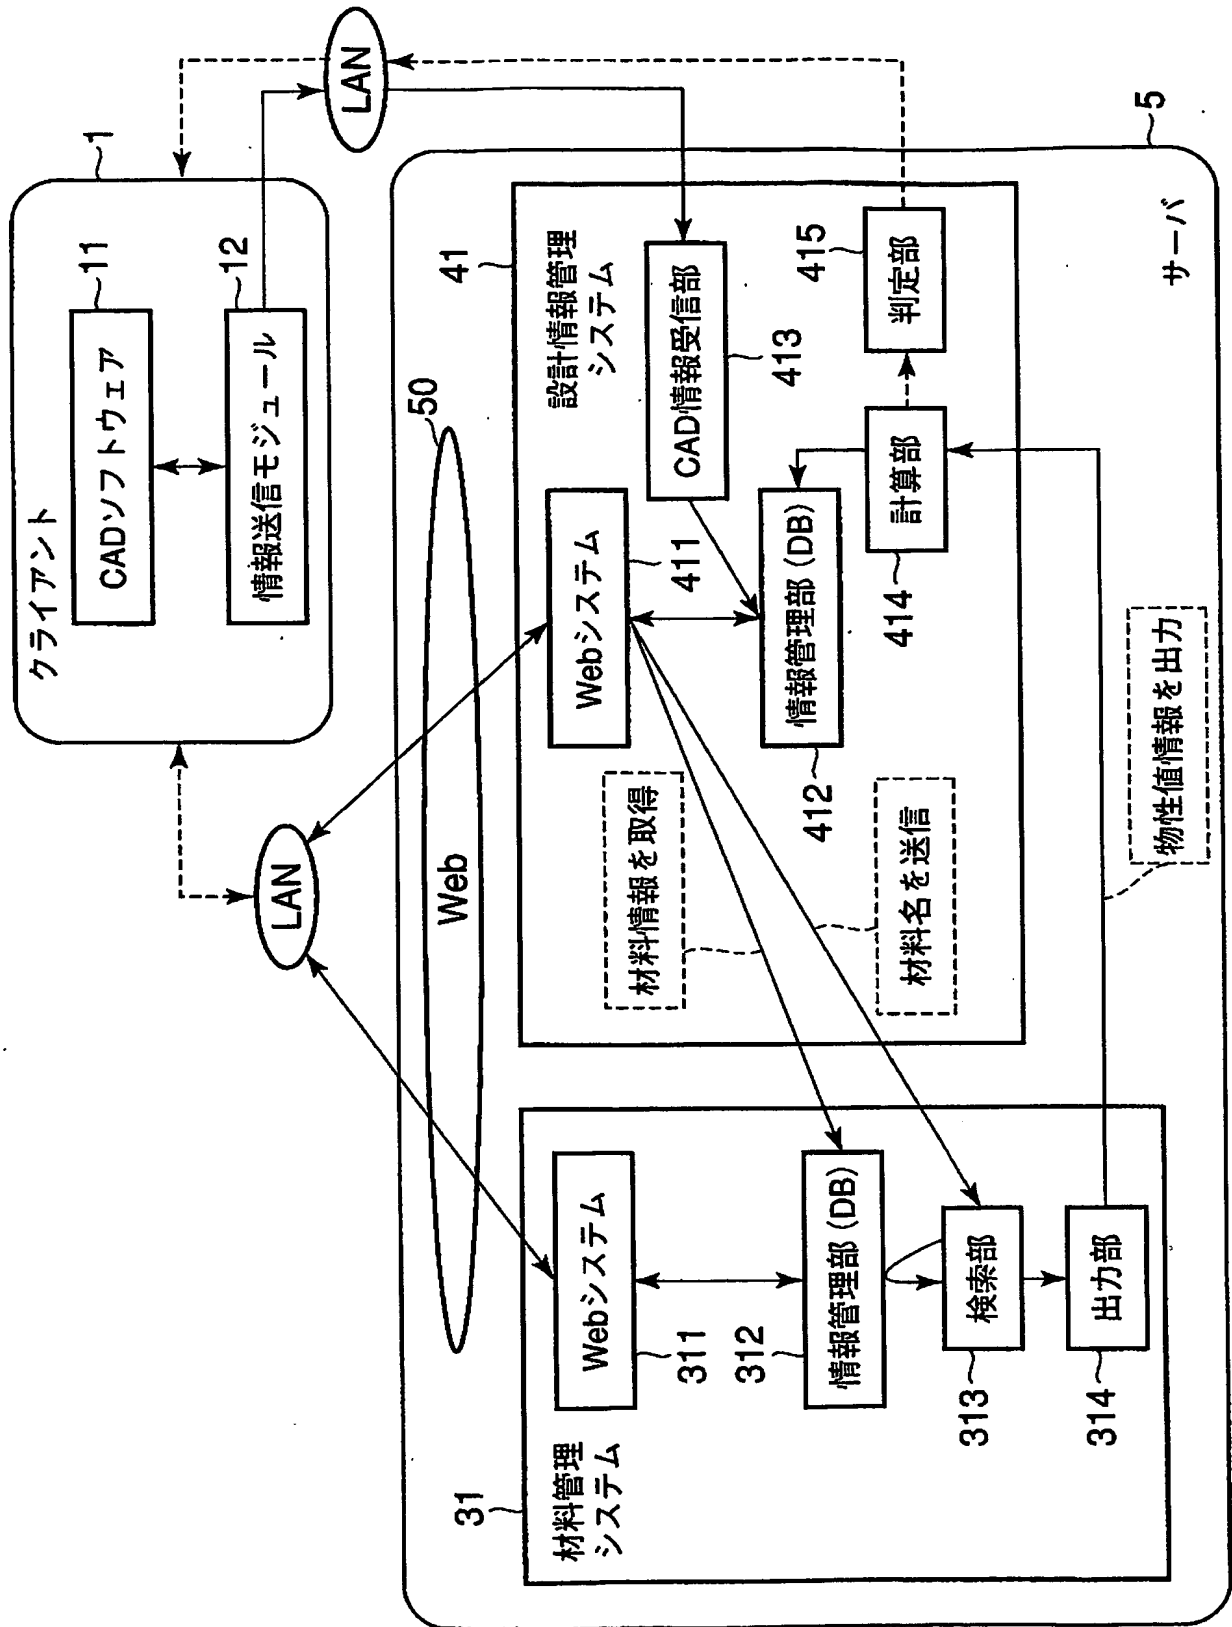 クライアント
1
CADソフトウェア
11
情報送信モジュール
12
LAN
LAN
Web
50
材料管理
システム
31
Webシステム
311
情報管理部(DB)
312
検索部
313
出力部
314
設計情報管理
システム
41
Webシステム
411
情報管理部(DB)
412
CAD情報受信部
413
計算部
414
判定部
415
材料情報を取得
材料名を送信
物性値情報を出力
サーバ
5